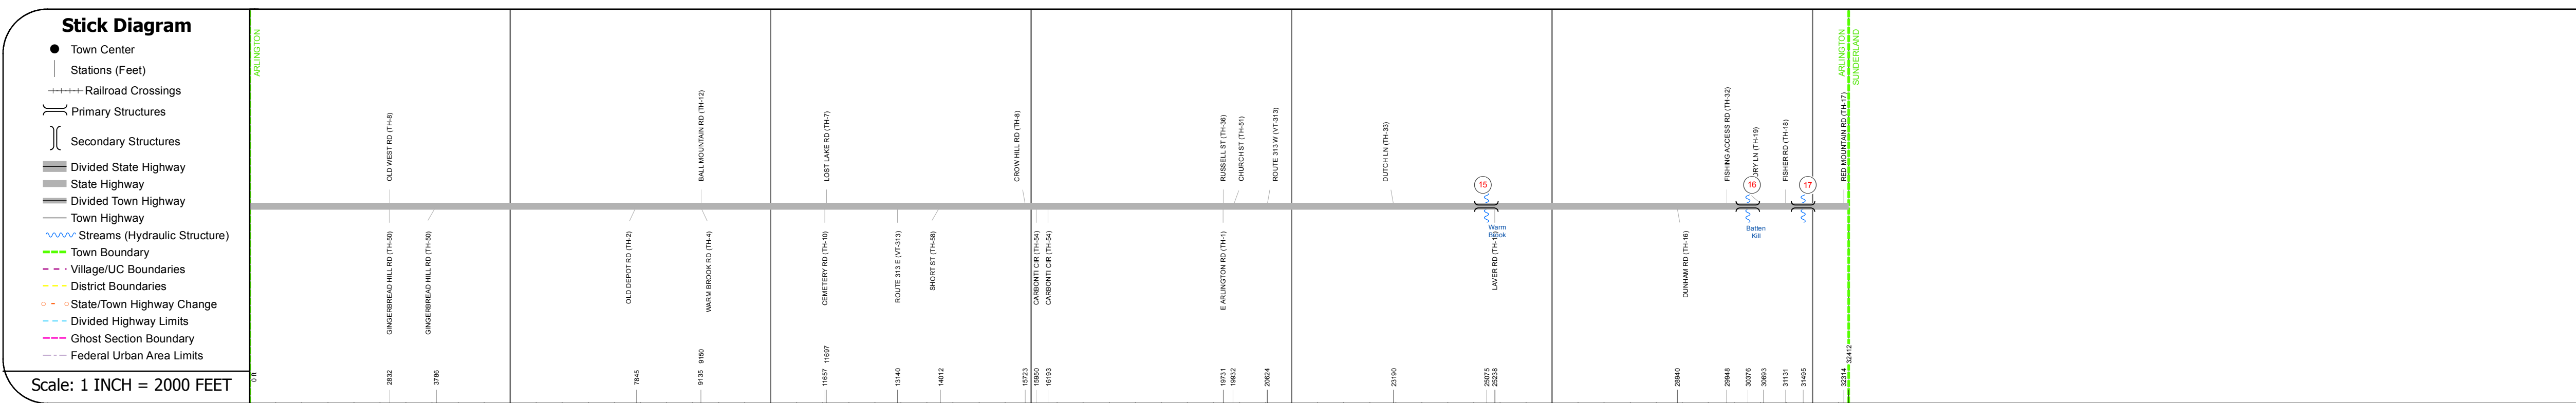 Stick Diagram
Town Center
Stations (Feet)
Railroad Crossings
Primary Structures
Secondary Structures
Divided State Highway
State Highway
Divided Town Highway
Town Highway
Streams (Hydraulic Structure)
Town Boundary
Village/UC Boundaries
District Boundaries
State/Town Highway Change
Divided Highway Limits
Ghost Section Boundary
Federal Urban Area Limits
Scale: 1 INCH = 2000 FEET
ARLINGTON
OLD WEST RD (TH-8)
BALL MOUNTAIN RD (TH-12)
LOST LAKE RD (TH-7)
CROW HILL RD (TH-8)
RUSSELL ST (TH-36)
CHURCH ST (TH-51)
ROUTE 313 W (VT-313)
DUTCH LN (TH-33)
FISHING ACCESS RD (TH-32)
LN (TH-19)
FISHER RD (TH-18)
RED MOUNTAIN RD (TH-17)
ARLINGTON
SUNDERLAND
15
16
17
Warm
Brook
Batten
Kill
GINGERBREAD HILL RD (TH-50)
GINGERBREAD HILL RD (TH-50)
OLD DEPOT RD (TH-2)
WARM BROOK RD (TH-4)
CEMETERY RD (TH-10)
ROUTE 313 E (VT-313)
SHORT ST (TH-58)
CARBONTI CIR (TH-54)
CARBONTI CIR (TH-54)
E ARLINGTON RD (TH-1)
LAVER RD
DUNHAM RD (TH-16)
0 ft
2832
3786
7845
9135
9150
11657
11697
13140
14012
15723
15950
16193
19731
19932
20624
23190
25075
25238
28940
29948
30376
30693
31131
31495
32314
32412